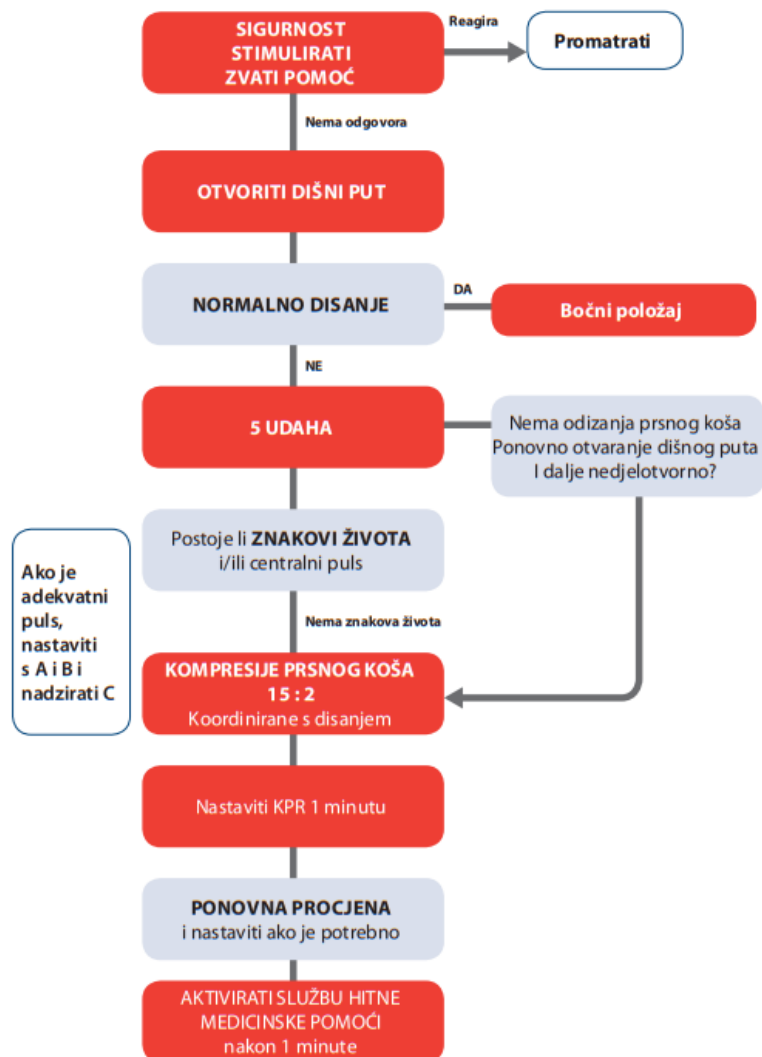 SIGURNOST
STIMULIRATI
ZVATI POMOĆ
Reagira
Promatrati
Nema odgovora
OTVORITI DIŠNI PUT
NORMALNO DISANJE
DA
Bočni položaj
NE
5 UDAHA
Nema odizanja prsnog koša
Ponovno otvaranje dišnog puta
I dalje nedjelotvorno?
Postoje li ZNAKOVI ŽIVOTA
i/ili centralni puls
Ako je
adekvatni
puls,
nastaviti
s A i B i
nadzirati C
Nema znakova života
KOMPRESIJE PRSNOG KOŠA
15 : 2
Koordinirane s disanjem
Nastaviti KPR 1 minutu
PONOVNA PROCJENA
i nastaviti ako je potrebno
AKTIVIRATI SLUŽBU HITNE
MEDICINSKE POMOĆI
nakon 1 minute